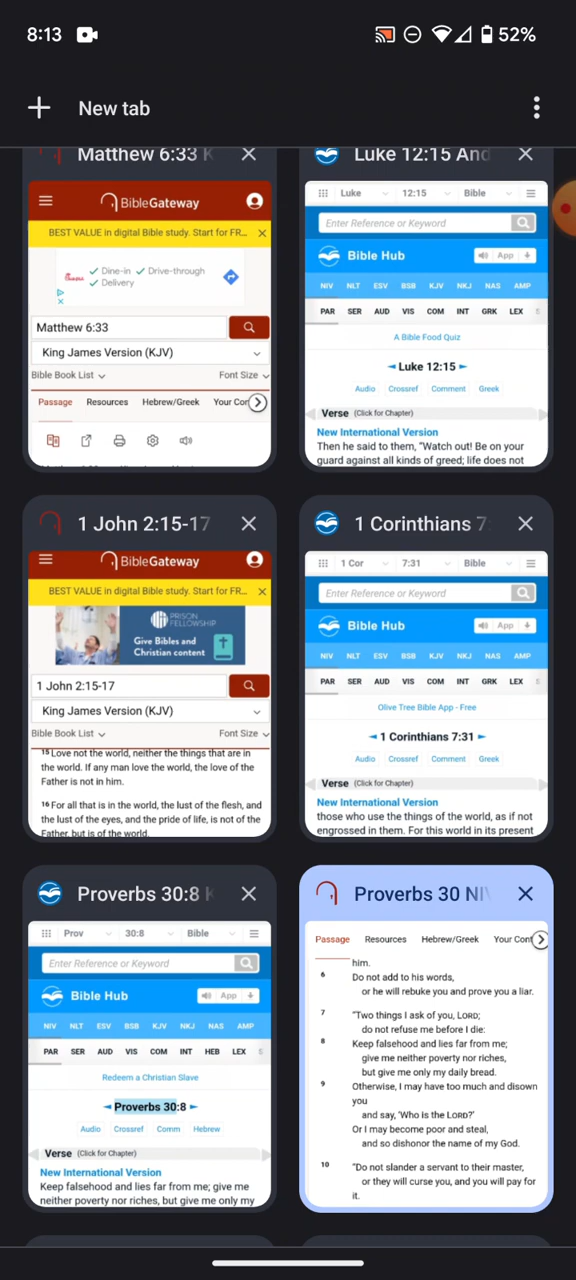 8:13
52%
New tab
Matthew 6:33 K
BibleGateway
BEST VALUE in digital Bible study. Start for FR...
Dine-in Drive-through
Delivery
Matthew 6:33
King James Version (KJV)
Bible Book List Font Size
Passage Resources Hebrew/Greek Your Con
Luke 12:15 And
Luke 12:15 Bible
Enter Reference or Keyword
Bible Hub App
NIV NLT ESV BSB KJV NKJ NAS AMP
PAR SER AUD VIS COM INT GRK LEX S
A Bible Food Quiz
Luke 12:15
Audio Crossref Comment Greek
Verse (Click for Chapter)
New International Version
Then he said to them, “Watch out! Be on your
guard against all kinds of greed; life does not
1 John 2:15-17
BibleGateway
BEST VALUE in digital Bible study. Start for FR...
PRISON
FELLOWSHIP
Give Bibles and
Christian content
1 John 2:15-17
King James Version (KJV)
Bible Book List Font Size
15 Love not the world, neither the things that are in
the world. If any man love the world, the love of the
Father is not in him.
16 For all that is in the world, the lust of the flesh, and
the lust of the eyes, and the pride of life, is not of the
Father, but is of the world.
1 Corinthians 7:
1 Cor 7:31 Bible
Enter Reference or Keyword
Bible Hub App
NIV NLT ESV BSB KJV NKJ NAS AMP
PAR SER AUD VIS COM INT GRK LEX S
Olive Tree Bible App - Free
1 Corinthians 7:31
Audio Crossref Comment Greek
Verse (Click for Chapter)
New International Version
those who use the things of the world, as if not
engrossed in them. For this world in its present
Proverbs 30:8 K
Prov 30:8 Bible
Enter Reference or Keyword
Bible Hub App
NIV NLT ESV BSB KJV NKJ NAS AMP
PAR SER AUD VIS COM INT HEB LEX S
Redeem a Christian Slave
Proverbs 30:8
Audio Crossref Comm Hebrew
Verse (Click for Chapter)
New International Version
Keep falsehood and lies far from me; give me
neither poverty nor riches, but give me only my
Proverbs 30 NIV
Passage Resources Hebrew/Greek Your Cont
him.
6 Do not add to his words,
or he will rebuke you and prove you a liar.
7 “Two things I ask of you, LORD;
do not refuse me before I die:
8 Keep falsehood and lies far from me;
give me neither poverty nor riches,
but give me only my daily bread.
9 Otherwise, I may have too much and disown
you
and say, ‘Who is the LORD?’
Or I may become poor and steal,
and so dishonor the name of my God.
10 “Do not slander a servant to their master,
or they will curse you, and you will pay for
it.